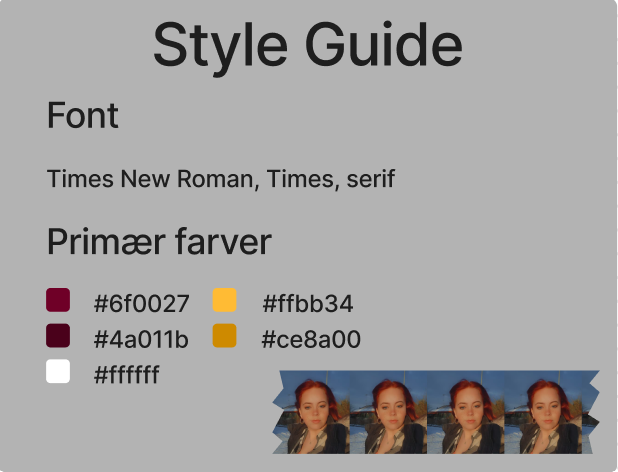 Style Guide
Font
Times New Roman, Times, serif
Primær farver
#6f0027 #ffbb34
#4a011b #ce8a00
#ffffff